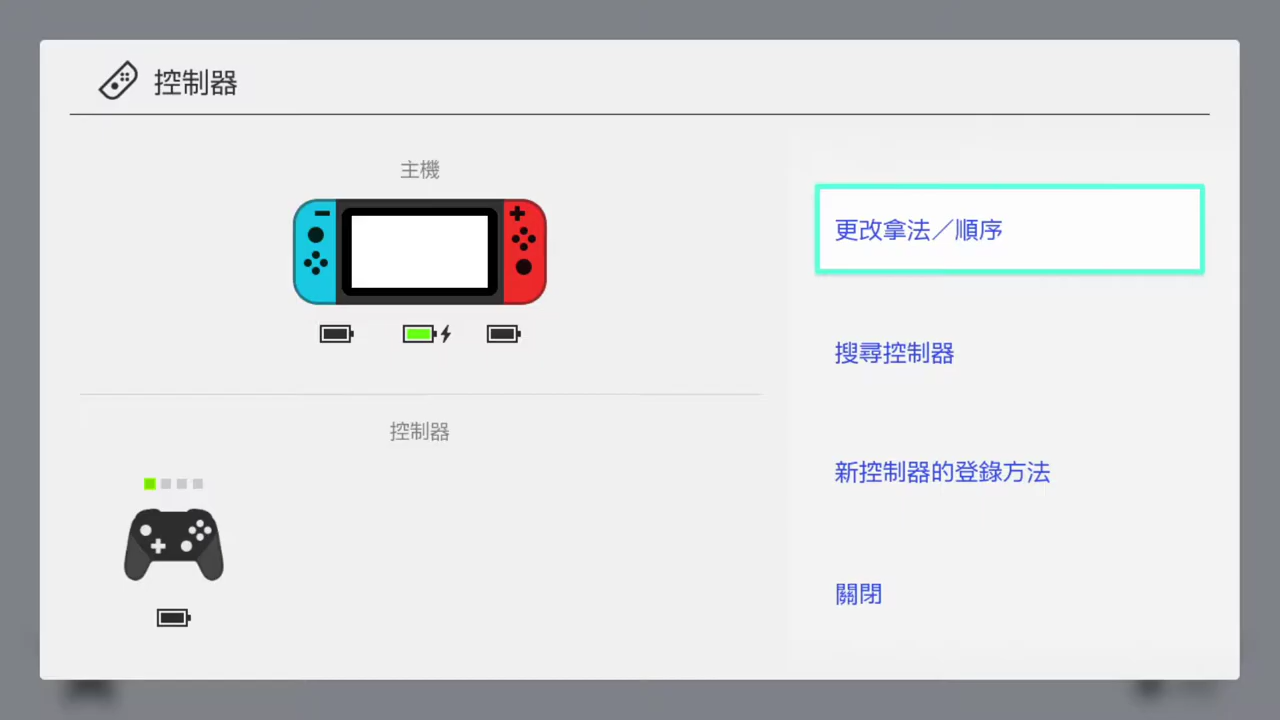 控制器
主機
控制器
更改拿法／順序
搜尋控制器
新控制器的登錄方法
關閉